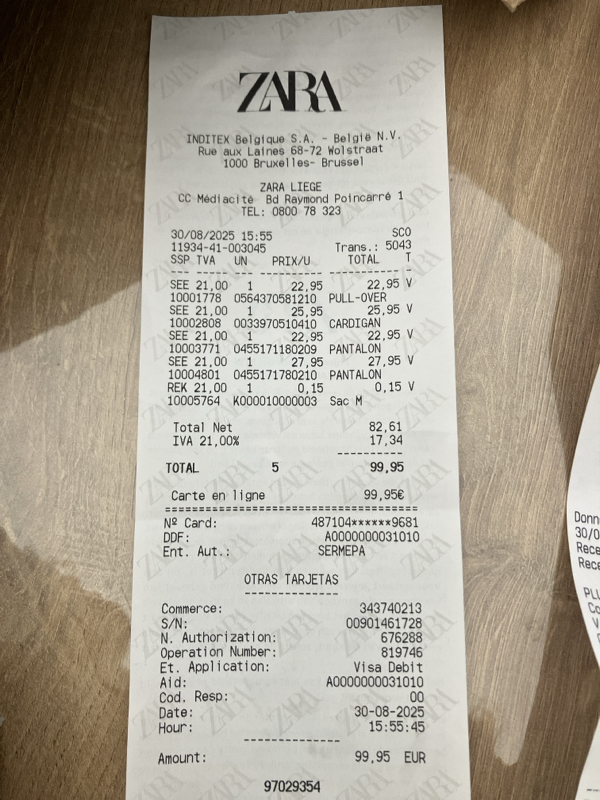 ZARA
INDITEX Belgique S.A. - België N.V.
Rue aux Laines 68-72 Wolstraat
1000 Bruxelles- Brussel
ZARA LIEGE
CC Médiacité Bd Raymond Poincarré 1
TEL: 0800 78 323
30/08/2025 15:55 SCO
11934-41-003045 Trans.: 5043
SSP TVA UN PRIX/U TOTAL T
SEE 21,00 1 22,95 22,95 V
10001778 0564370581210 PULL-OVER
SEE 21,00 1 25,95 25,95 V
10002808 0033970510410 CARDIGAN
SEE 21,00 1 22,95 22,95 V
10003771 0455171180209 PANTALON
SEE 21,00 1 27,95 27,95 V
10004801 0455171780210 PANTALON
REK 21,00 1 0,15 0,15 V
10005764 K000010000003 Sac M
Total Net 82,61
IVA 21,00% 17,34
TOTAL 5 99,95
Carte en ligne 99,95€
Nº Card: 487104******9681
DDF: A0000000031010
Ent. Aut.: SERMEPA
OTRAS TARJETAS
Commerce: 343740213
S/N: 00901461728
N. Authorization: 676288
Operation Number: 819746
Et. Application: Visa Debit
Aid: A0000000031010
Cod. Resp: 00
Date: 30-08-2025
Hour: 15:55:45
Amount: 99,95 EUR
97029354